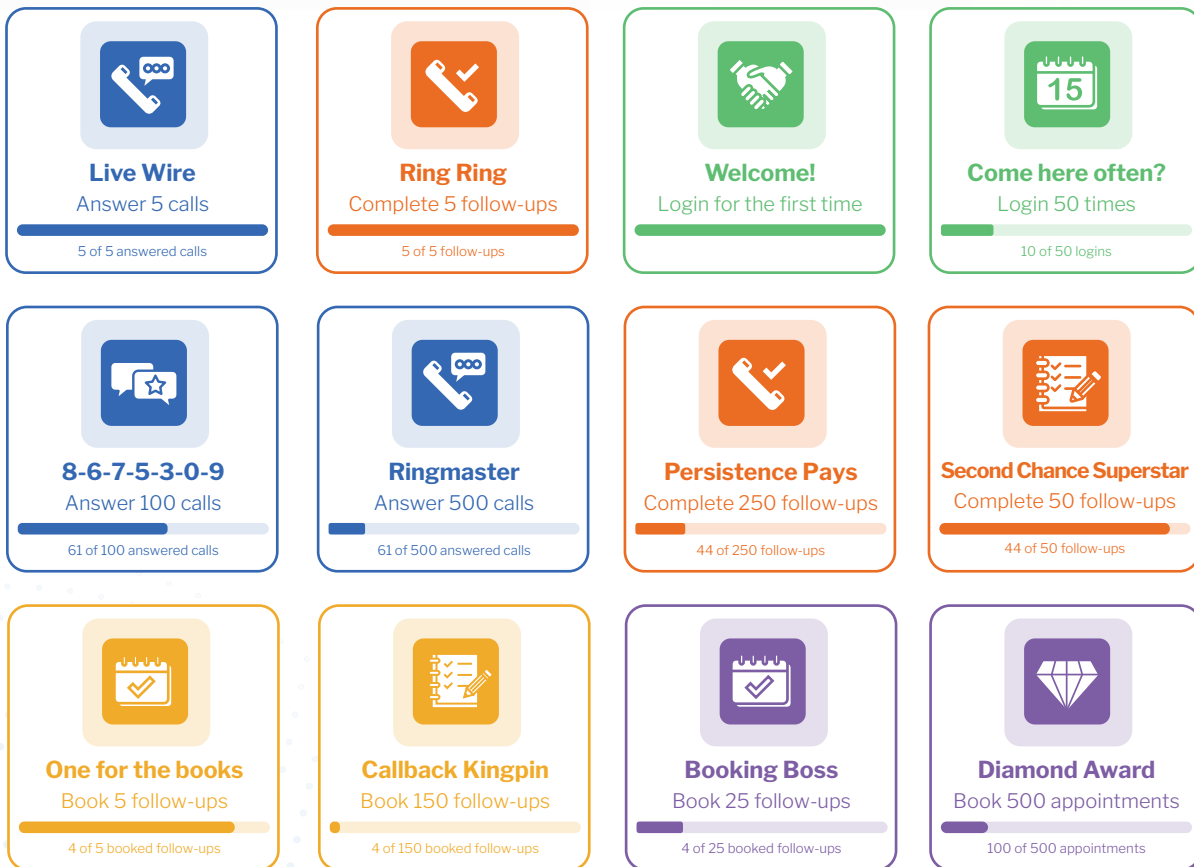 15
Live Wire
Answer 5 calls
5 of 5 answered calls
Ring Ring
Complete 5 follow-ups
5 of 5 follow-ups
Welcome!
Login for the first time
Come here often?
Login 50 times
10 of 50 logins
8-6-7-5-3-0-9
Answer 100 calls
61 of 100 answered calls
Ringmaster
Answer 500 calls
61 of 500 answered calls
Persistence Pays
Complete 250 follow-ups
44 of 250 follow-ups
Second Chance Superstar
Complete 50 follow-ups
44 of 50 follow-ups
One for the books
Book 5 follow-ups
4 of 5 booked follow-ups
Callback Kingpin
Book 150 follow-ups
4 of 150 booked follow-ups
Booking Boss
Book 25 follow-ups
4 of 25 booked follow-ups
Diamond Award
Book 500 appointments
100 of 500 appointments